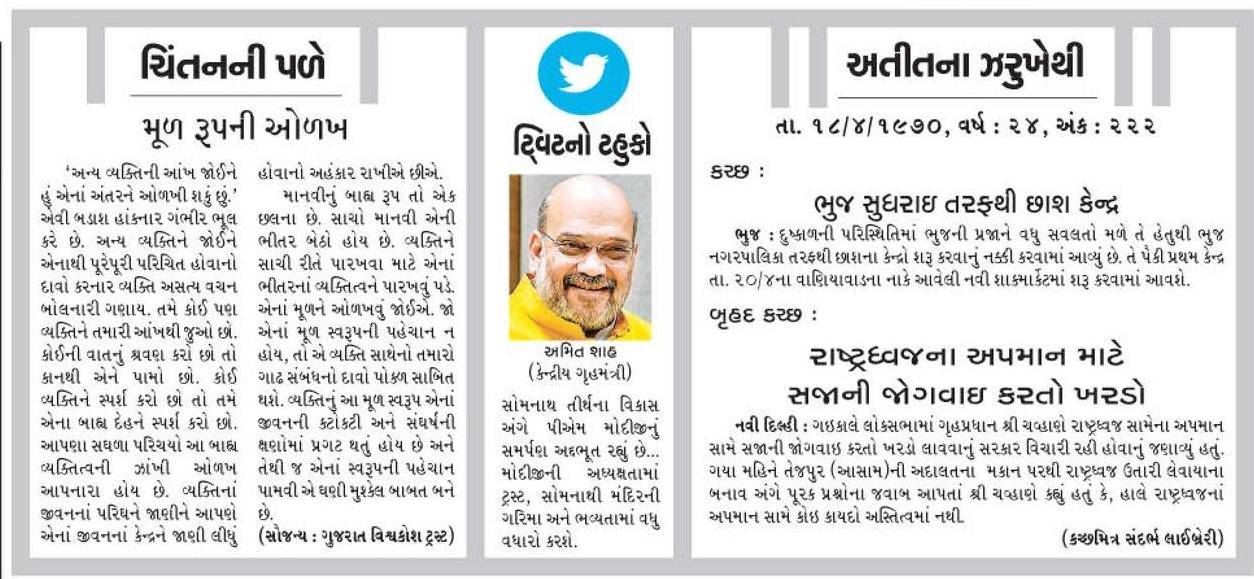 ચિંતનની પળે
મૂળ રૂપની ઓળખ
‘અન્ય વ્યક્તિની આંખ જોઈને
હું એનાં અંતરને ઓળખી શકું છું.’
એવી બડાશ હાંકનાર ગંભીર ભૂલ
કરે છે. અન્ય વ્યક્તિને જોઈને
એનાથી પૂરેપૂરી પરિચિત હોવાનો
દાવો કરનાર વ્યક્તિ અસત્ય વચન
બોલનારી ગણાય. તમે કોઈ પણ
વ્યક્તિને તમારી આંખથી જુઓ છો.
કોઈની વાતનું શ્રવણ કરો છો તો
કાનથી એને પામો છો. કોઈ
વ્યક્તિને સ્પર્શ કરો છો તો તમે
એના બાહ્ય દેહને સ્પર્શ કરો છો.
આપણા સઘળા પરિચયો આ બાહ્ય
વ્યક્તિત્વની ઝાંખી ઓળખ
આપનારા હોય છે. વ્યક્તિનાં
જીવનનાં પરિઘને જાણીને આપણે
એનાં જીવનનાં કેન્દ્રને જાણી લીધું
હોવાનો અહંકાર રાખીએ છીએ.
માનવીનું બાહ્ય રૂપ તો એક
છલના છે. સાચો માનવી એની
ભીતર બેઠો હોય છે. વ્યક્તિને
સાચી રીતે પારખવા માટે એનાં
ભીતરનાં વ્યક્તિત્વને પારખવું પડે.
એનાં મૂળને ઓળખવું જોઈએ. જો
એનાં મૂળ સ્વરૂપની પહેચાન ન
હોય, તો એ વ્યક્તિ સાથેનો તમારો
ગાઢ સંબંધનો દાવો પોકળ સાબિત
થશે. વ્યક્તિનું આ મૂળ સ્વરૂપ એનાં
જીવનની કટોકટી અને સંઘર્ષની
ક્ષણોમાં પ્રગટ થતું હોય છે અને
તેથી જ એનાં સ્વરૂપની પહેચાન
પામવી એ ઘણી મુશ્કેલ બાબત બને
છે.
(સૌજન્ય : ગુજરાત વિશ્વકોશ ટ્રસ્ટ)
ટ્વિટનો ટહુકો
અમિત શાહ
(કેન્દ્રીય ગૃહમંત્રી)
સોમનાથ તીર્થના વિકાસ
અંગે પીએમ મોદીજીનું
સમર્પણ અદ્દભૂત રહ્યું છે...
મોદીજીની અધ્યક્ષતામાં
ટ્રસ્ટ, સોમનાથી મંદિરની
ગરિમા અને ભવ્યતામાં વધુ
વધારો કરશે.
અતીતના ઝરુખેથી
તા. ૧૮/૪/૧૯૭૦, વર્ષ : ૨૪, અંક : ૨૨૨
કચ્છ :
ભુજ સુધરાઇ તરફથી છાશ કેન્દ્ર
ભુજ : દુષ્કાળની પરિસ્થિતિમાં ભુજની પ્રજાને વધુ સવલતો મળે તે હેતુથી ભુજ
નગરપાલિકા તરફથી છાશના કેન્દ્રો શરૂ કરવાનું નક્કી કરવામાં આવ્યું છે. તે પૈકી પ્રથમ કેન્દ્ર
તા. ૨૦/૪ના વાણિયાવાડના નાકે આવેલી નવી શાકમાર્કેટમાં શરૂ કરવામાં આવશે.
બૃહદ કચ્છ :
રાષ્ટ્રધ્વજના અપમાન માટે
સજાની જોગવાઇ કરતો ખરડો
નવી દિલ્હી : ગઇકાલે લોક્સભામાં ગૃહપ્રધાન શ્રી ચવ્હાણે રાષ્ટ્રધ્વજ સામેના અપમાન
સામે સજાની જોગવાઇ કરતો ખરડો લાવવાનું સરકાર વિચારી રહી હોવાનું જણાવ્યું હતું.
ગયા મહિને તેજપુર (આસામ)ની અદાલતના મકાન પરથી રાષ્ટ્રધ્વજ ઉતારી લેવાયાના
બનાવ અંગે પૂરક પ્રશ્નોના જવાબ આપતાં શ્રી ચવ્હાણે કહ્યું હતું કે, હાલે રાષ્ટ્રધ્વજનાં
અપમાન સામે કોઇ કાયદો અસ્તિત્વમાં નથી.
(કચ્છમિત્ર સંદર્ભ લાઈબ્રેરી)